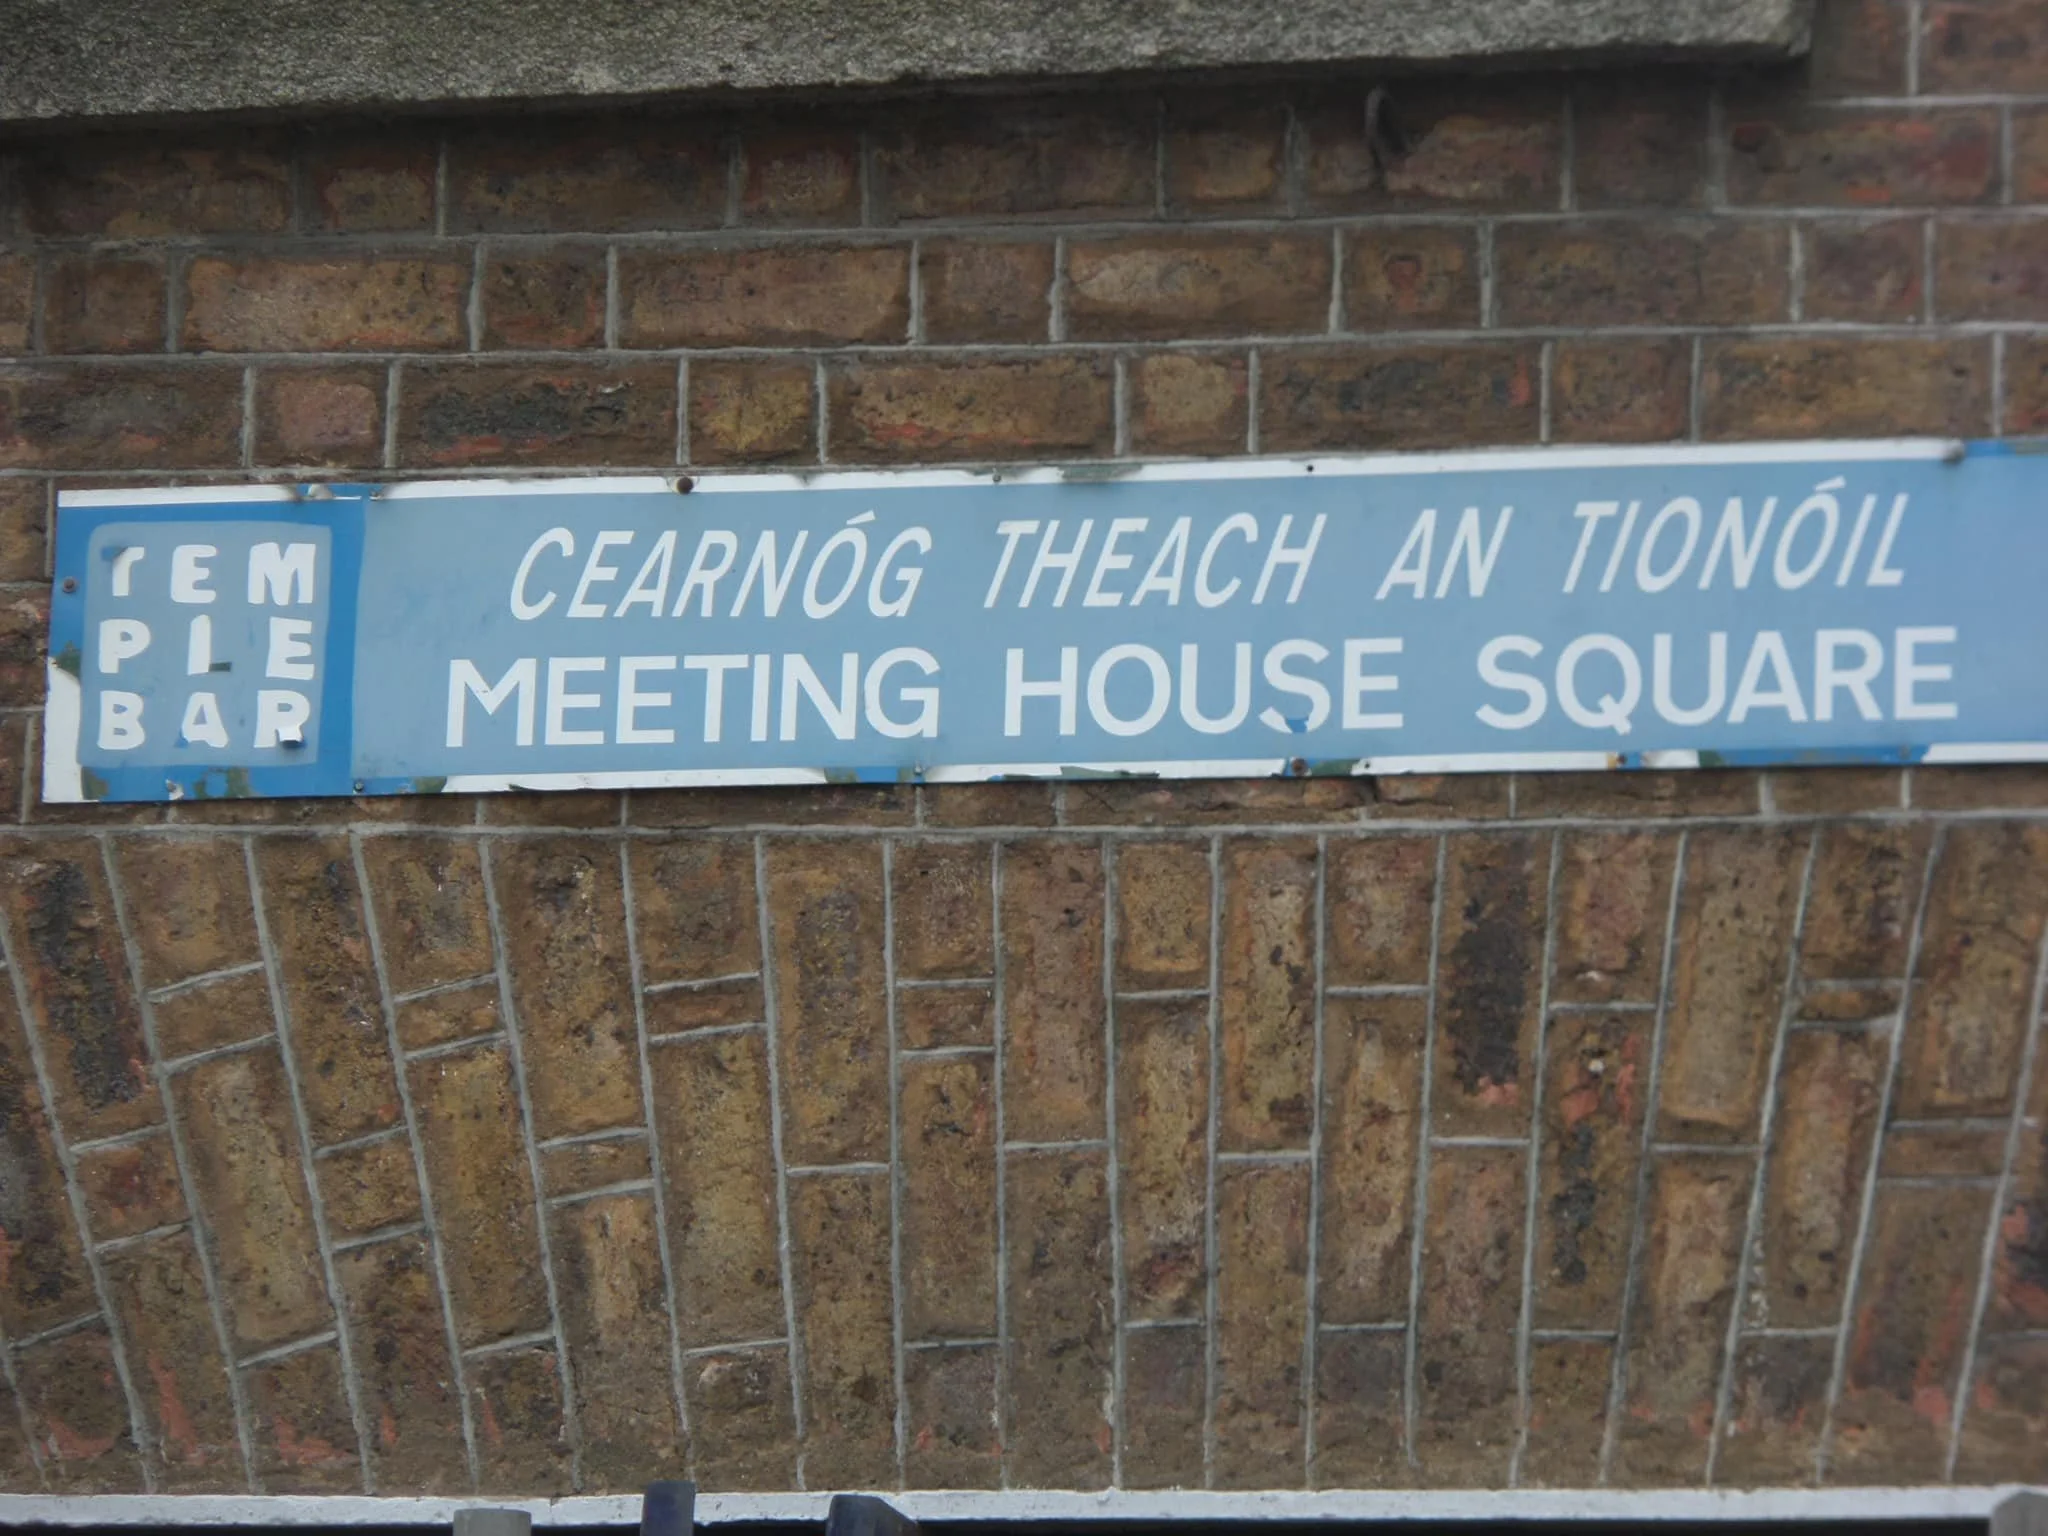 TEM
PLE
BAR
CEARNÓG THEACH AN TIONÓIL
MEETING HOUSE SQUARE